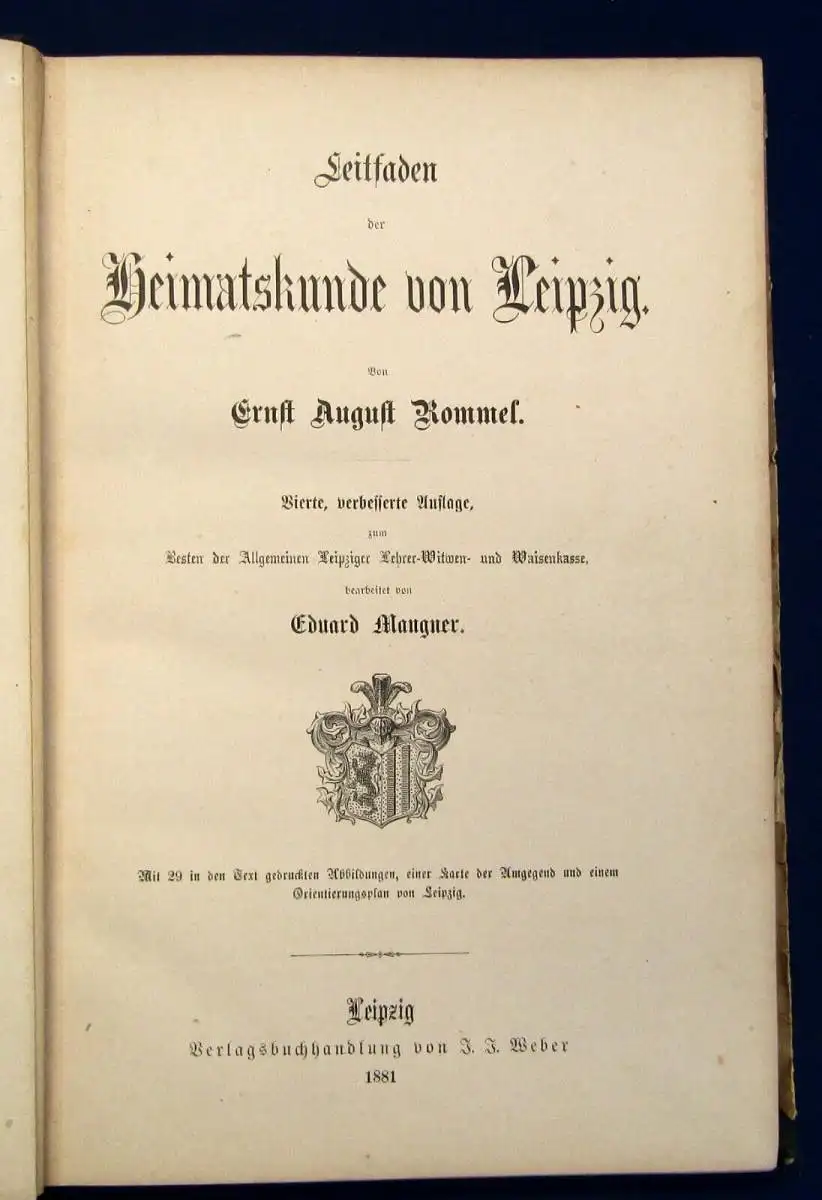 Leitfaden
der
Heimatskunde von Leipzig.
Von
Ernst August Rommel.
Vierte, verbesserte Auflage,
zum
Besten der Allgemeinen Leipziger Lehrer-Witwen- und Waisenkasse,
bearbeitet von
Eduard Mangner.
Mit 29 in den Text gedruckten Abbildungen, einer Karte der Umgegend und einem
Orientierungsplan von Leipzig.
Leipzig
Verlagsbuchhandlung von J. J. Weber
1881